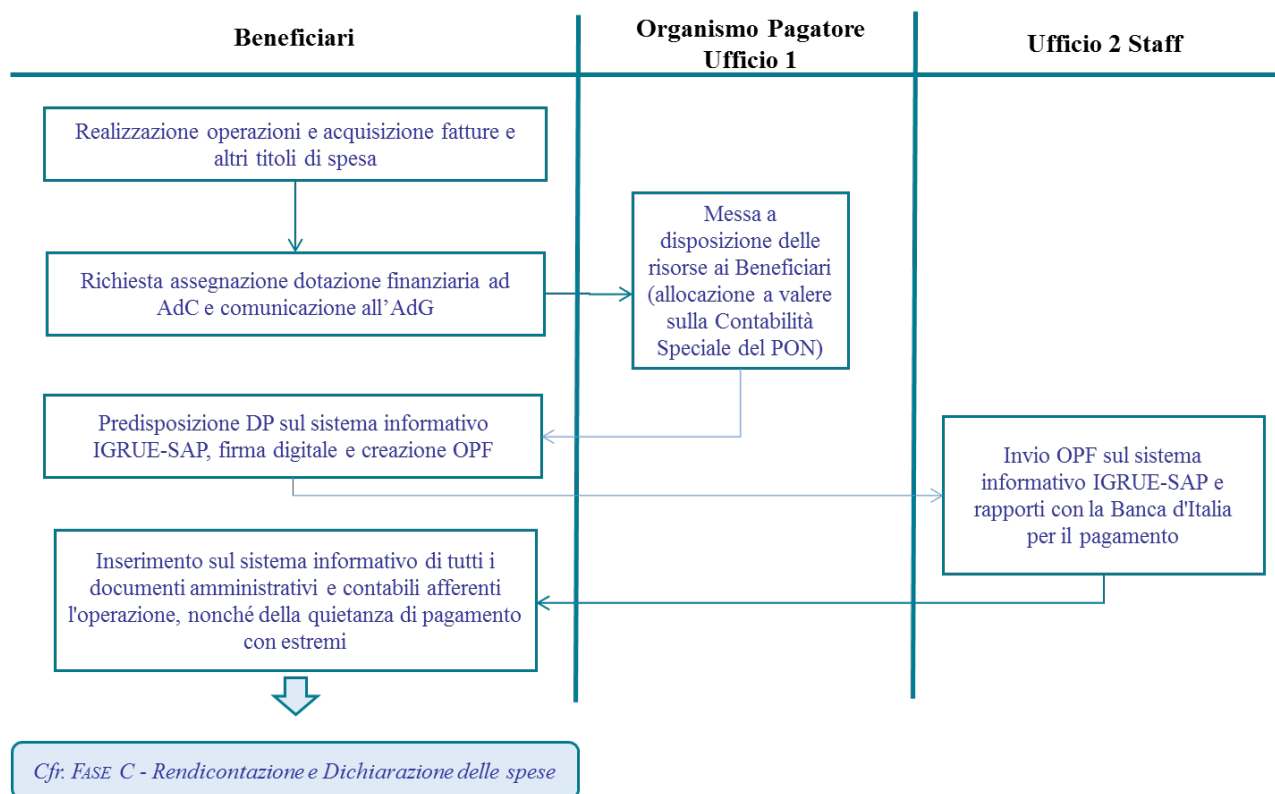 Beneficiari
Organismo Pagatore
Ufficio 1
Ufficio 2 Staff
Realizzazione operazioni e acquisizione fatture e
altri titoli di spesa
Richiesta assegnazione dotazione finanziaria ad
AdC e comunicazione all’AdG
Messa a
disposizione delle
risorse ai Beneficiari
(allocazione a valere
sulla Contabilità
Speciale del PON)
Predisposizione DP sul sistema informativo
IGRUE-SAP, firma digitale e creazione OPF
Invio OPF sul sistema
informativo IGRUE-SAP e
rapporti con la Banca d'Italia
per il pagamento
Inserimento sul sistema informativo di tutti i
documenti amministrativi e contabili afferenti
l'operazione, nonché della quietanza di pagamento
con estremi
Cfr. FASE C - Rendicontazione e Dichiarazione delle spese